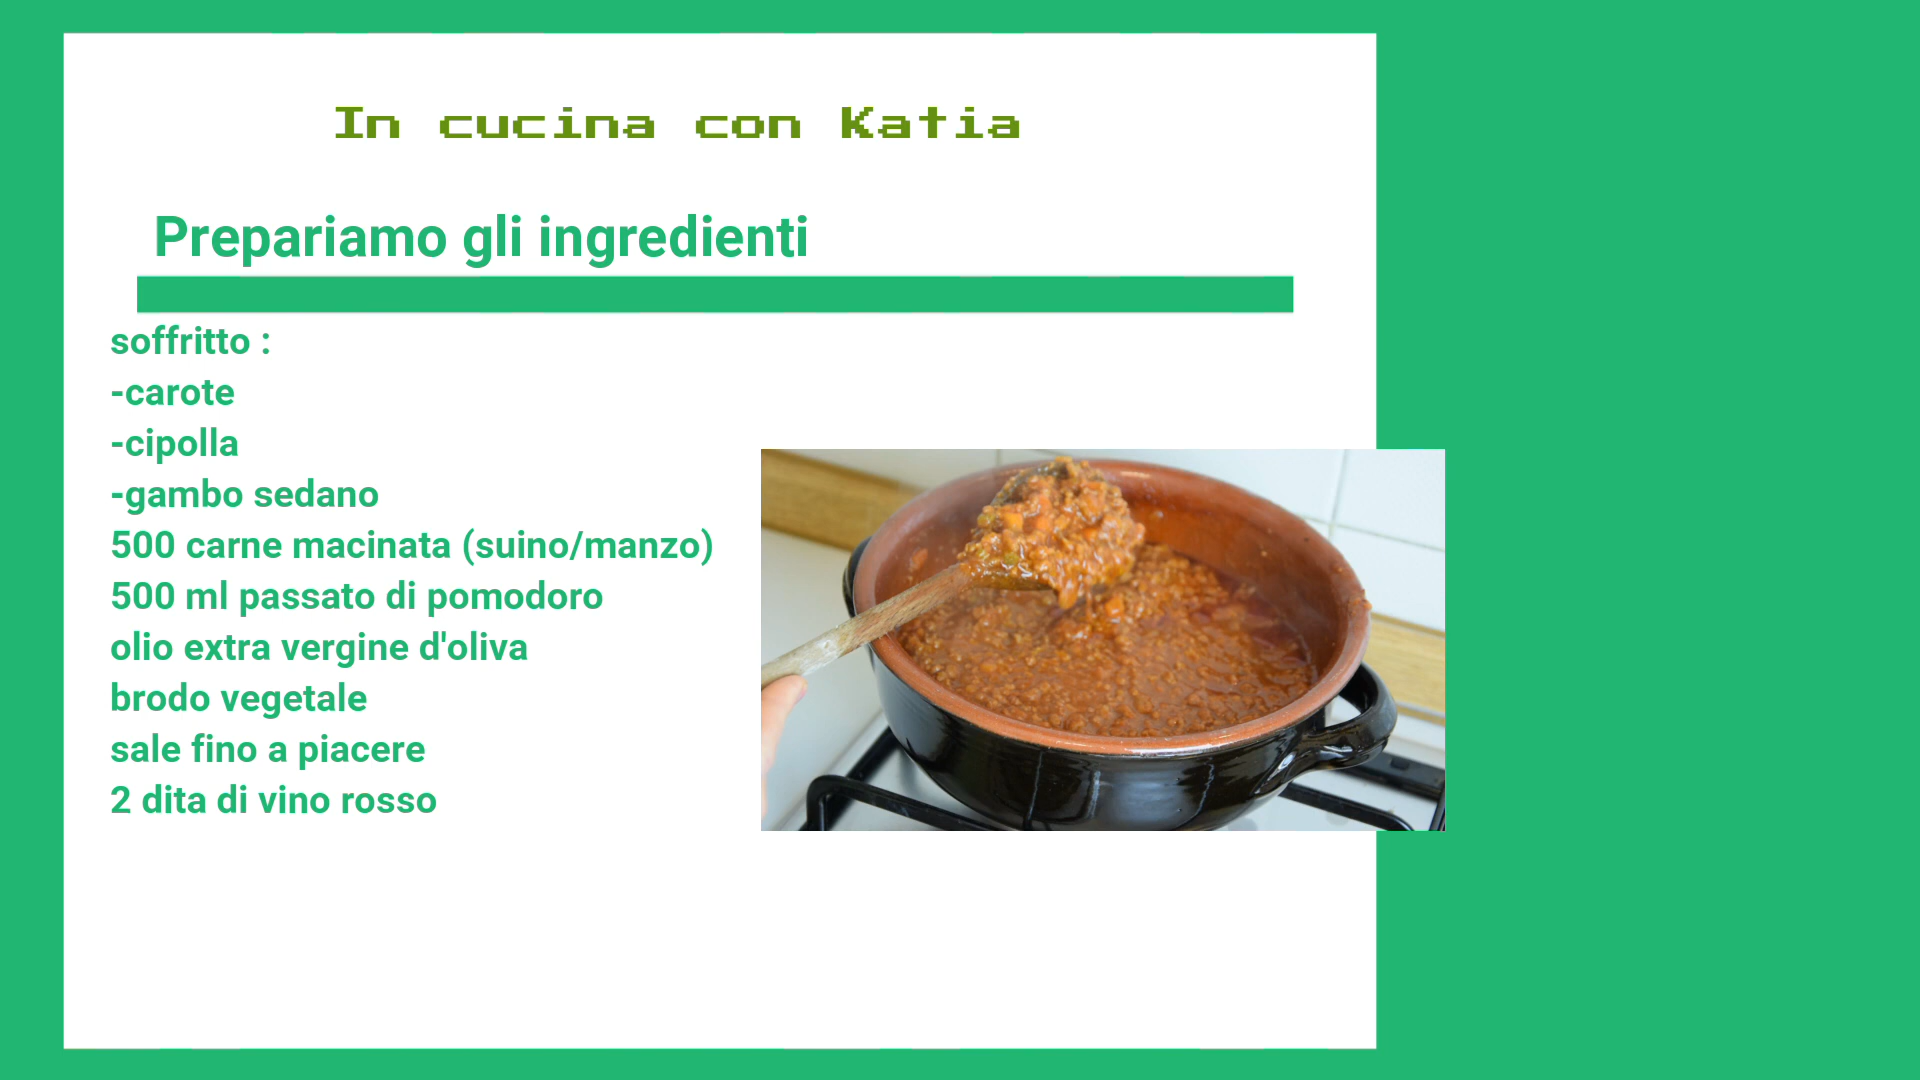 In cucina con Katia
Prepariamo gli ingredienti
soffritto :
-carote
-cipolla
-gambo sedano
500 carne macinata (suino/manzo)
500 ml passato di pomodoro
olio extra vergine d'oliva
brodo vegetale
sale fino a piacere
2 dita di vino rosso